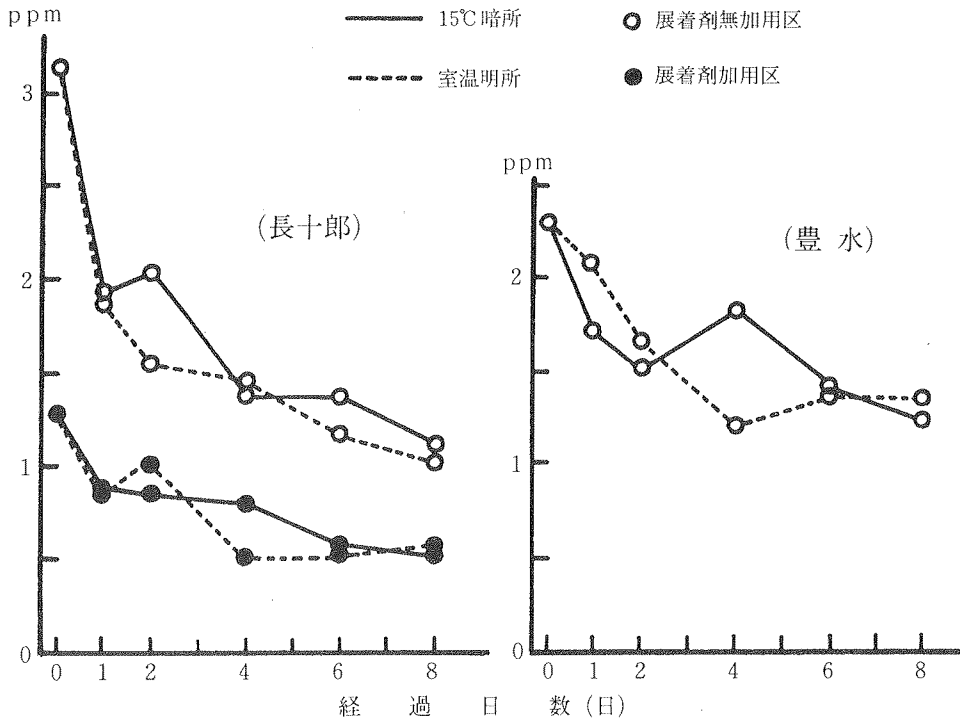 ppm
15℃暗所
展着剤無加用区
室温明所
展着剤加用区
3
2
1
0
(長十郎)
0 1 2 4 6 8
ppm
2
1
0
(豊水)
0 1 2 4 6 8
経過日数(日)